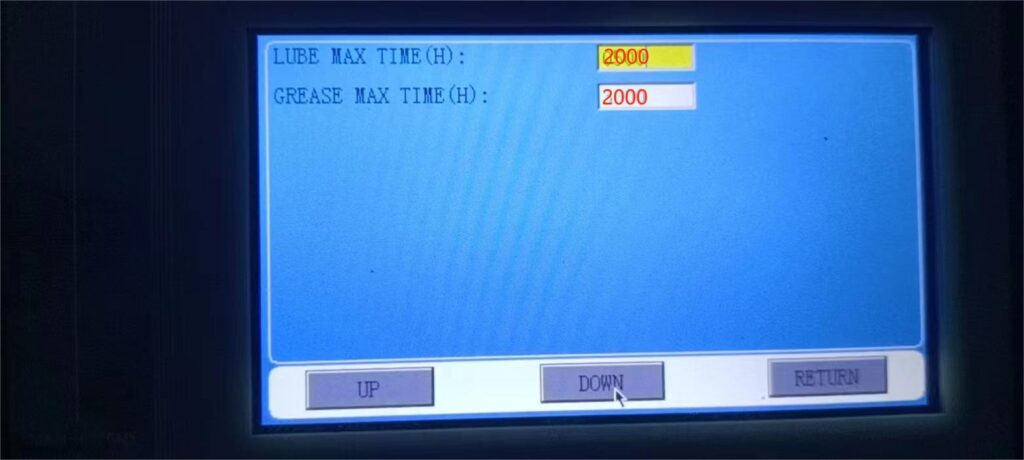 LUBE MAX TIME(H): 2000
GREASE MAX TIME(H): 2000
UP DOWN RETURN